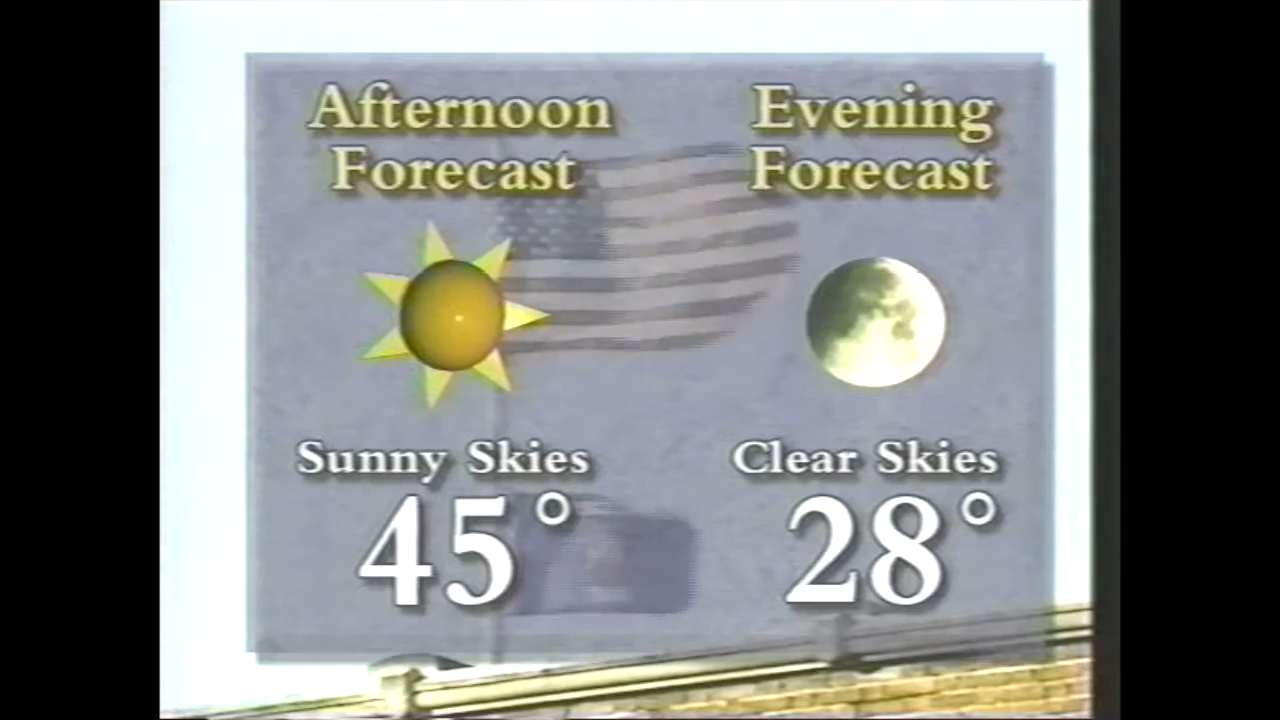 Afternoon
Forecast
Sunny Skies
45°
Evening
Forecast
Clear Skies
28°